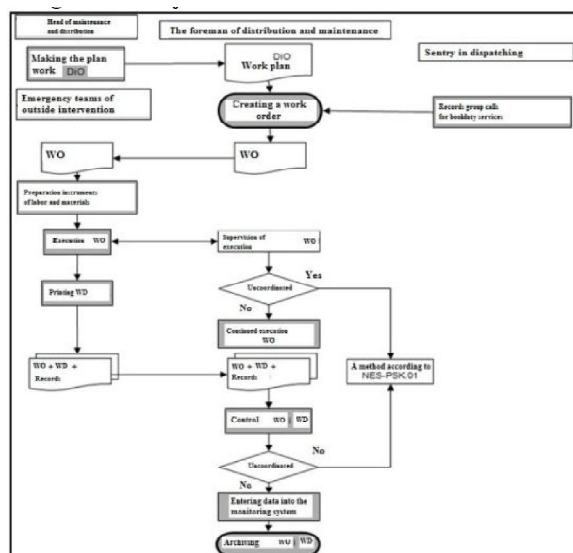 Head of maintenance
and distribution
The foreman of distribution and maintenance
Sentry in dispatching
Making the plan
work DiO
DiO
Work plan
Emergency teams of
outside intervention
Creating a work
order
Records group calls
for bookduty services
WO
WO
Preparation instruments
of labor and materials
Execution WO
Supervision of
execution WO
Printing WD
Uncoordinated
Yes
No
Continued execution
WO
WO + WD +
Records
WO + WD +
Records
A method according to
NES-PSK.01
Control WO i WD
Uncoordinated
No
No
Entering data into the
monitoring system
Archiving WO i WD